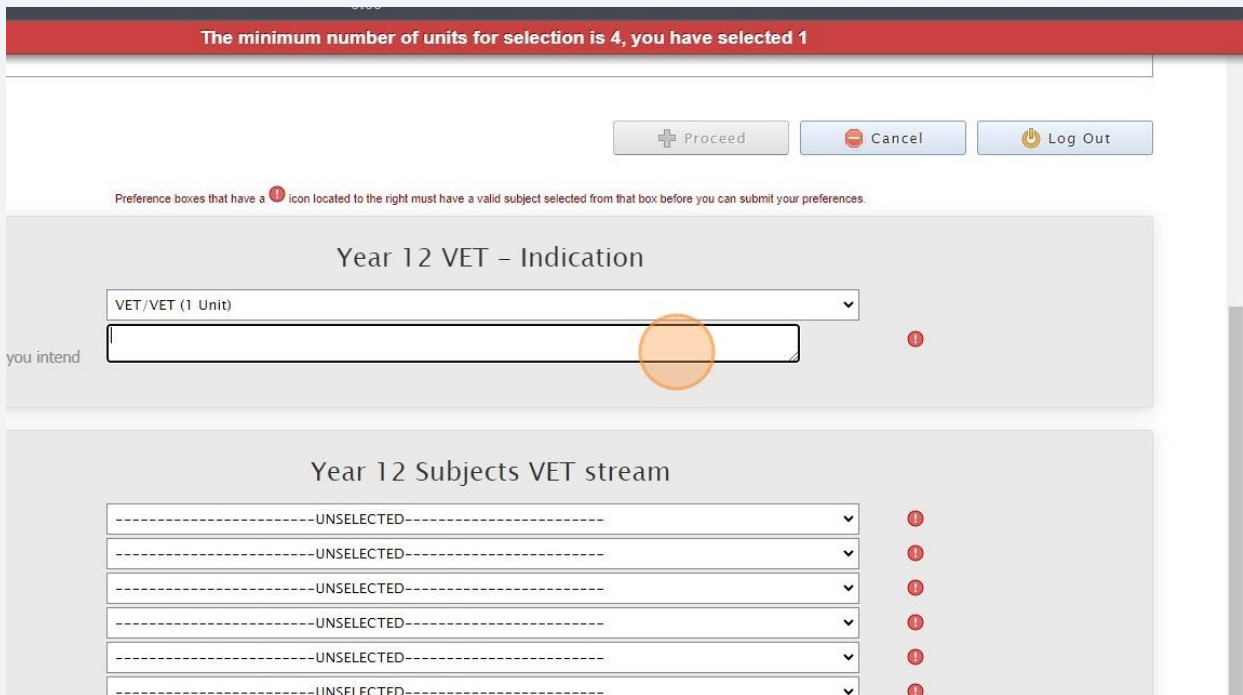 The minimum number of units for selection is 4, you have selected 1
Proceed
Cancel
Log Out
Preference boxes that have a icon located to the right must have a valid subject selected from that box before you can submit your preferences.
Year 12 VET – Indication
VET/VET (1 Unit)
you intend
Year 12 Subjects VET stream
------------------------UNSELECTED------------------------
------------------------UNSELECTED------------------------
------------------------UNSELECTED------------------------
------------------------UNSELECTED------------------------
------------------------UNSELECTED------------------------
------------------------UNSELECTED------------------------